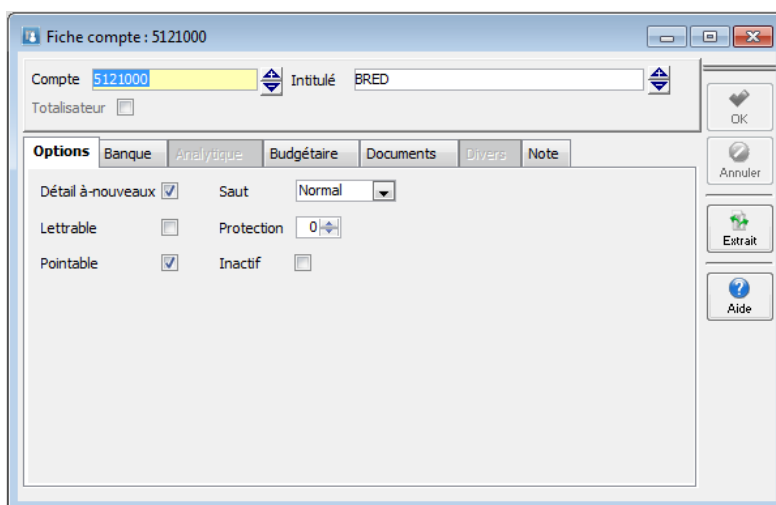 Fiche compte : 5121000
Compte 5121000 Intitulé BRED
Totalisateur
OK
Options Banque Analytique Budgétaire Documents Divers Note
Annuler
Détail à-nouveaux Saut Normal
Lettrable Protection 0
Extrait
Pointable Inactif
Aide